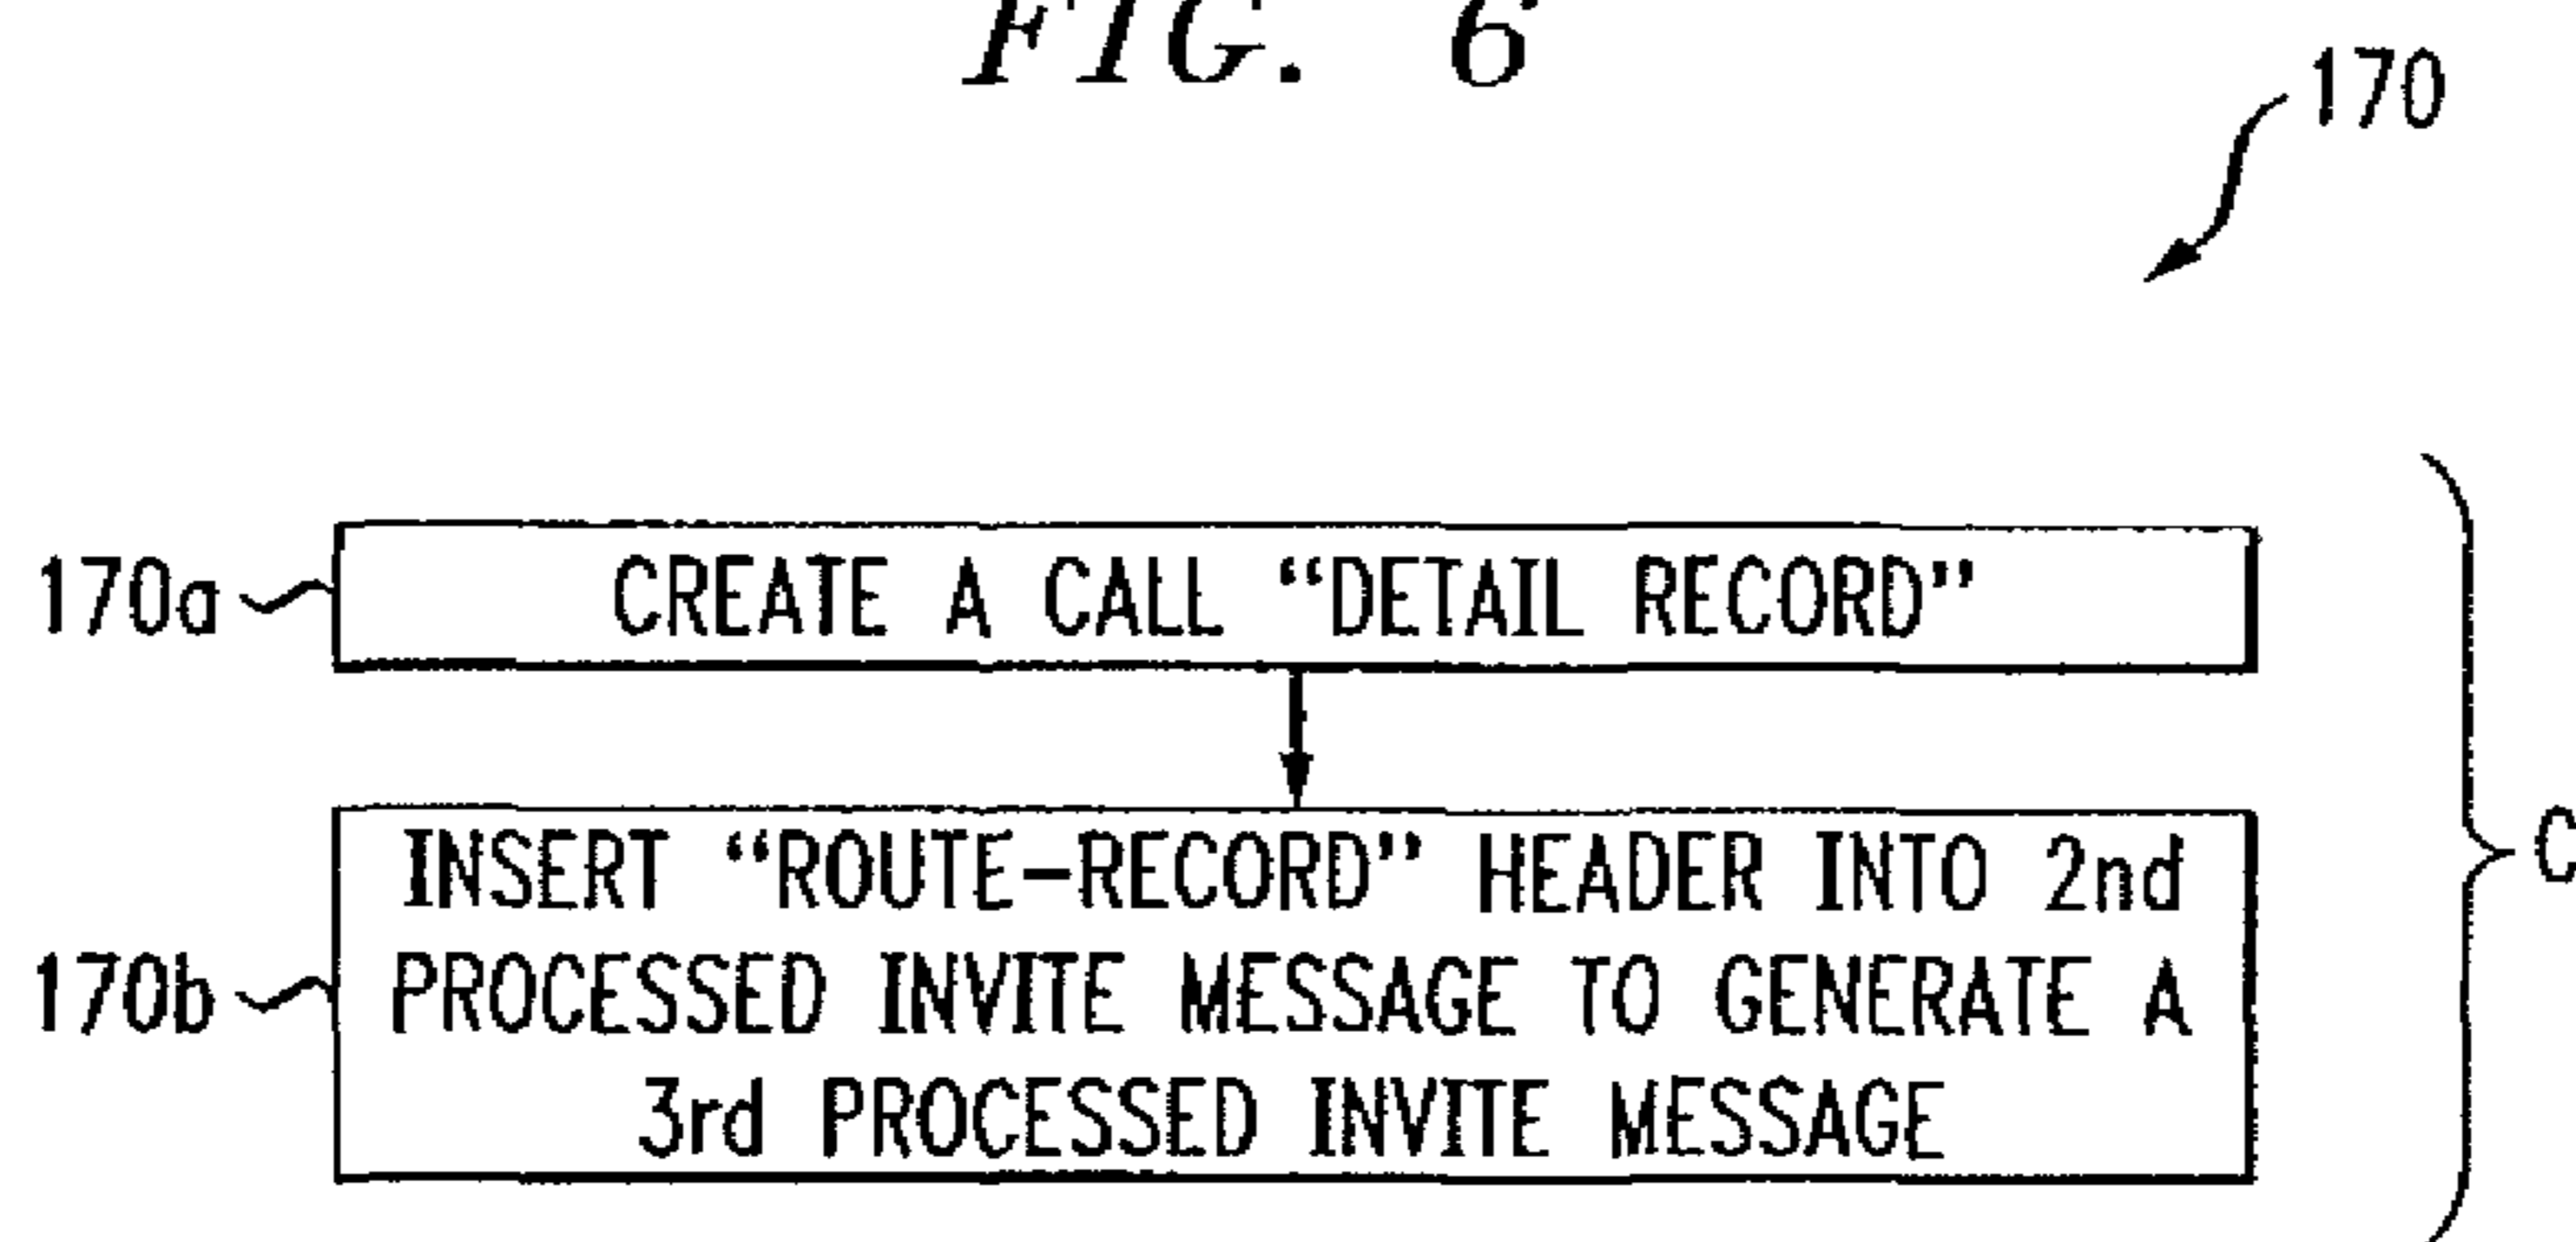 FIG. 6
170
170a
CREATE A CALL “DETAIL RECORD”
170b
INSERT “ROUTE-RECORD” HEADER INTO 2nd
PROCESSED INVITE MESSAGE TO GENERATE A
3rd PROCESSED INVITE MESSAGE